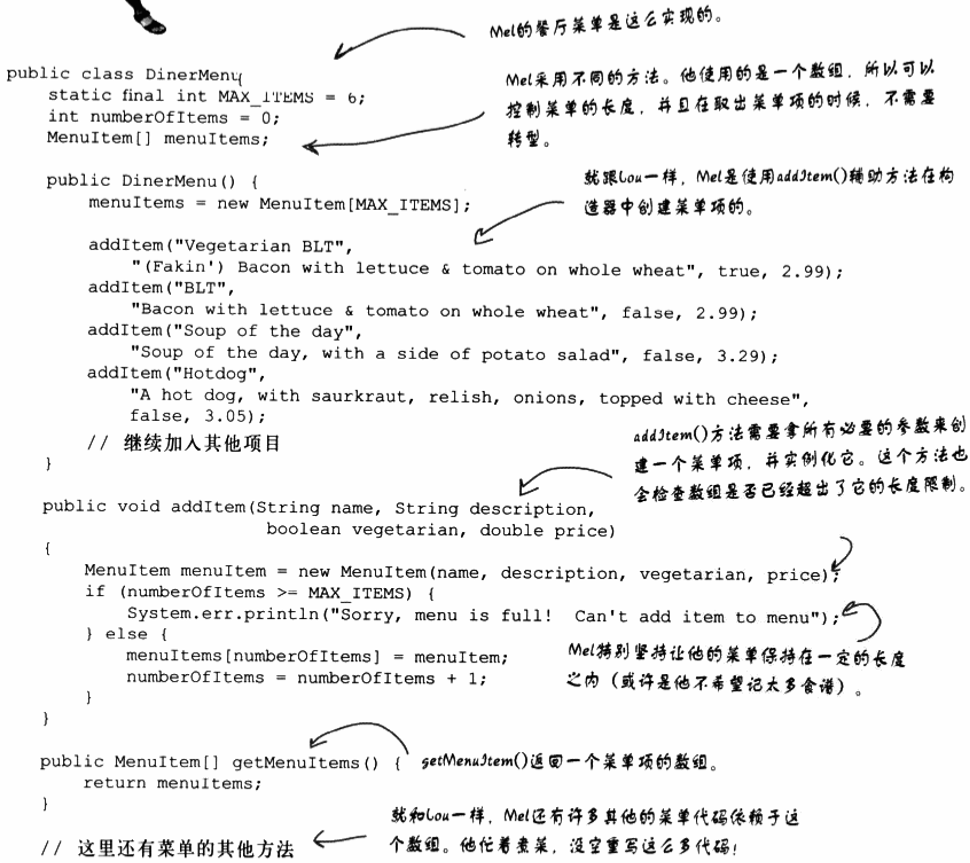 Mel的餐厅菜单是这么实现的。
public class DinerMenu
static final int MAX_ITEMS = 6;
int numberOfItems = 0;
MenuItem[] menuItems;
Mel采用不同的方法。他使用的是一个数组，所以可以
控制菜单的长度，并且在取出菜单项的时候，不需要
转型。
public DinerMenu() {
menuItems = new MenuItem[MAX_ITEMS];
就跟Lou一样，Mel是使用addItem()辅助方法在构
造器中创建菜单项的。
addItem("Vegetarian BLT",
"(Fakin') Bacon with lettuce & tomato on whole wheat", true, 2.99);
addItem("BLT",
"Bacon with lettuce & tomato on whole wheat", false, 2.99);
addItem("Soup of the day",
"Soup of the day, with a side of potato salad", false, 3.29);
addItem("Hotdog",
"A hot dog, with saurkraut, relish, onions, topped with cheese",
false, 3.05);
// 继续加入其他项目
}
addItem()方法需要拿所有必要的参数来创
建一个菜单项，并实例化它。这个方法也
会检查数组是否已经超出了它的长度限制。
public void addItem(String name, String description,
boolean vegetarian, double price)
{
MenuItem menuItem = new MenuItem(name, description, vegetarian, price);
if (numberOfItems >= MAX_ITEMS) {
System.err.println("Sorry, menu is full!  Can't add item to menu");
} else {
menuItems[numberOfItems] = menuItem;
numberOfItems = numberOfItems + 1;
}
}
Mel特别坚持让他的菜单保持在一定的长度
之内（或许是他不希望记太多食谱）。
public MenuItem[] getMenuItems() {
return menuItems;
}
getMenuItem()返回一个菜单项的数组。
// 这里还有菜单的其他方法
就和Lou一样，Mel还有许多其他的菜单代码依赖于这
个数组。他忙着煮菜，没空重写这么多代码！